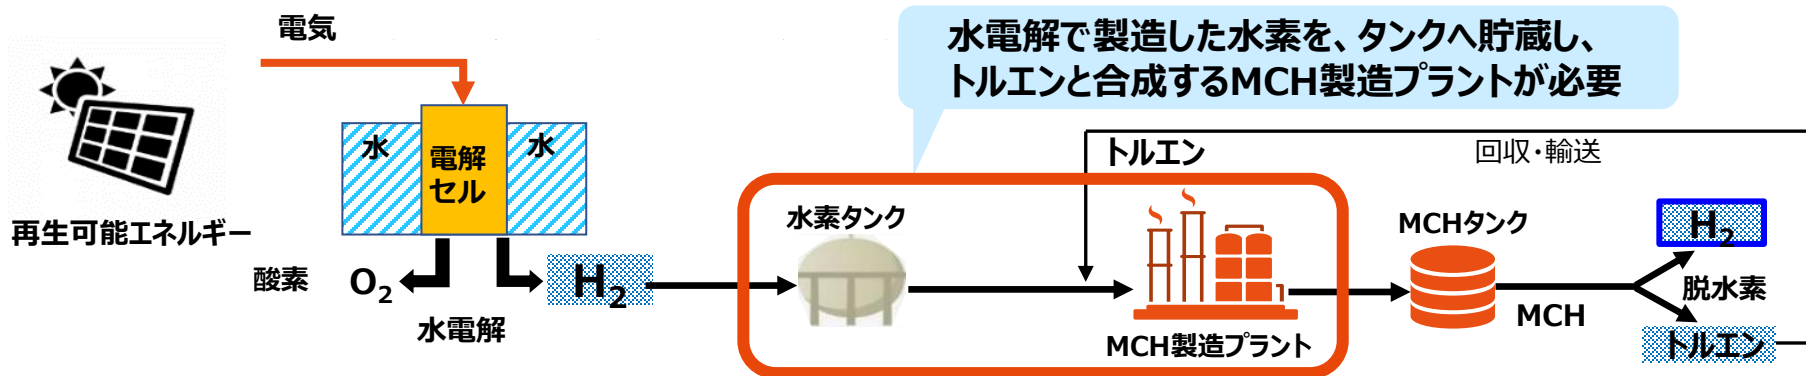 電気
水電解で製造した水素を、タンクへ貯蔵し、
トルエンと合成するMCH製造プラントが必要
水
電解
セル
水
再生可能エネルギー
酸素
O2
H2
水電解
水素タンク
トルエン
MCH製造プラント
回収・輸送
MCHタンク
MCH
H2
脱水素
トルエン